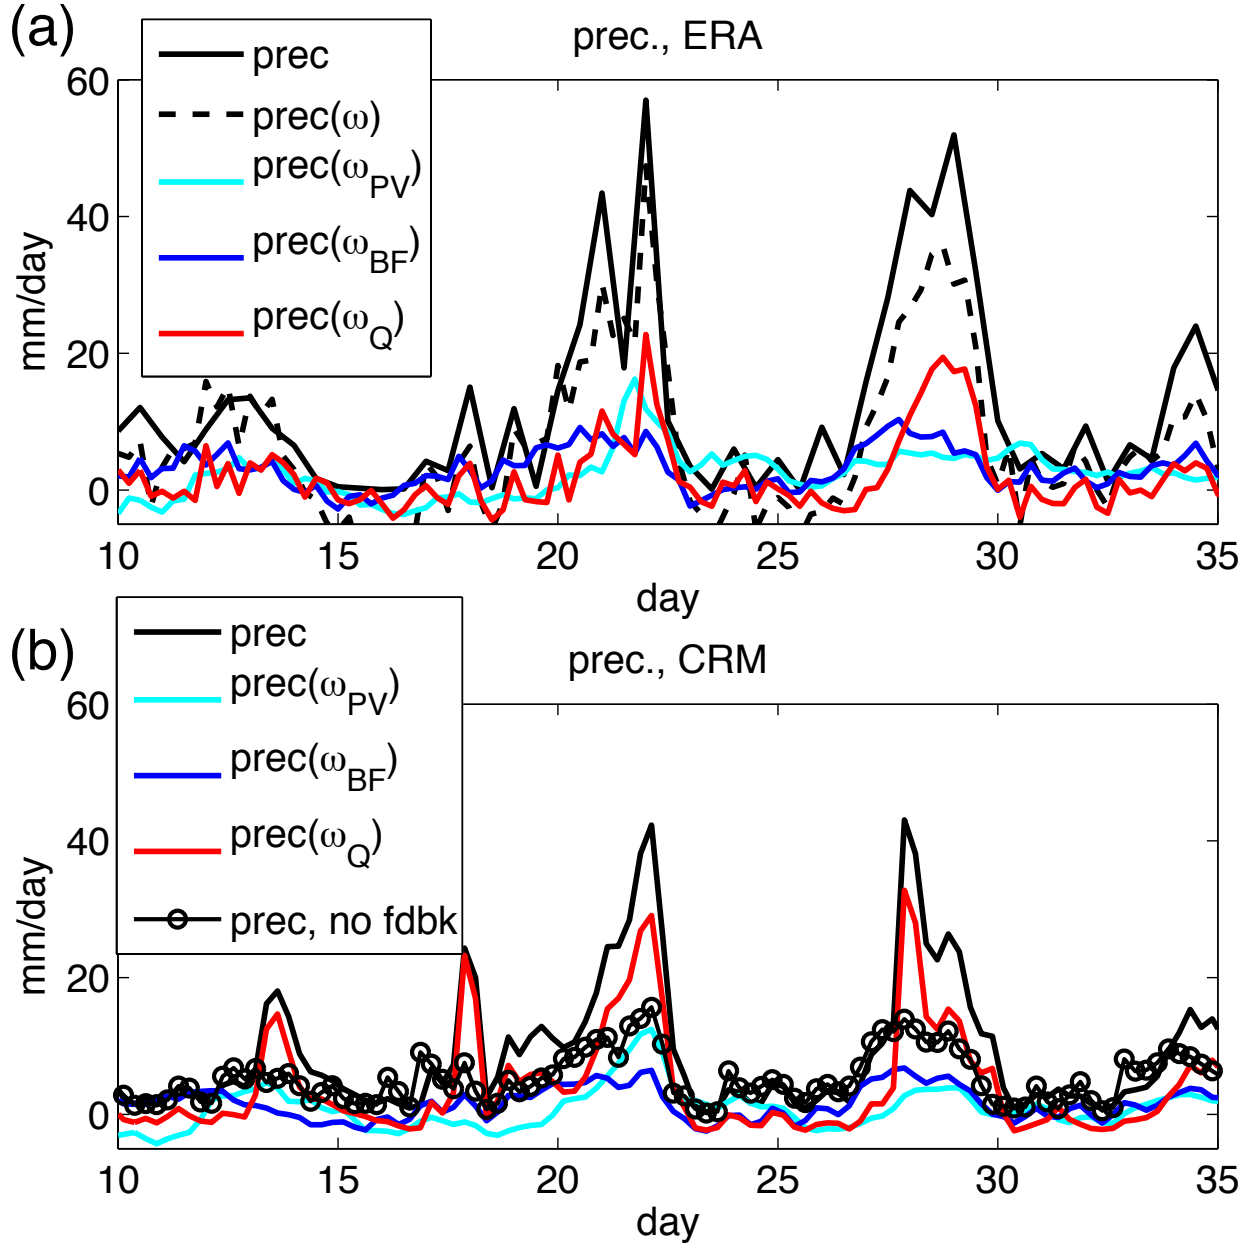 (a)
prec., ERA
prec
prec(ω)
prec(ω_PV)
prec(ω_BF)
prec(ω_Q)
60
40
20
0
mm/day
10 15 20 25 30 35
day
(b)
prec., CRM
prec
prec(ω_PV)
prec(ω_BF)
prec(ω_Q)
prec, no fdbk
60
40
20
0
mm/day
10 15 20 25 30 35
day